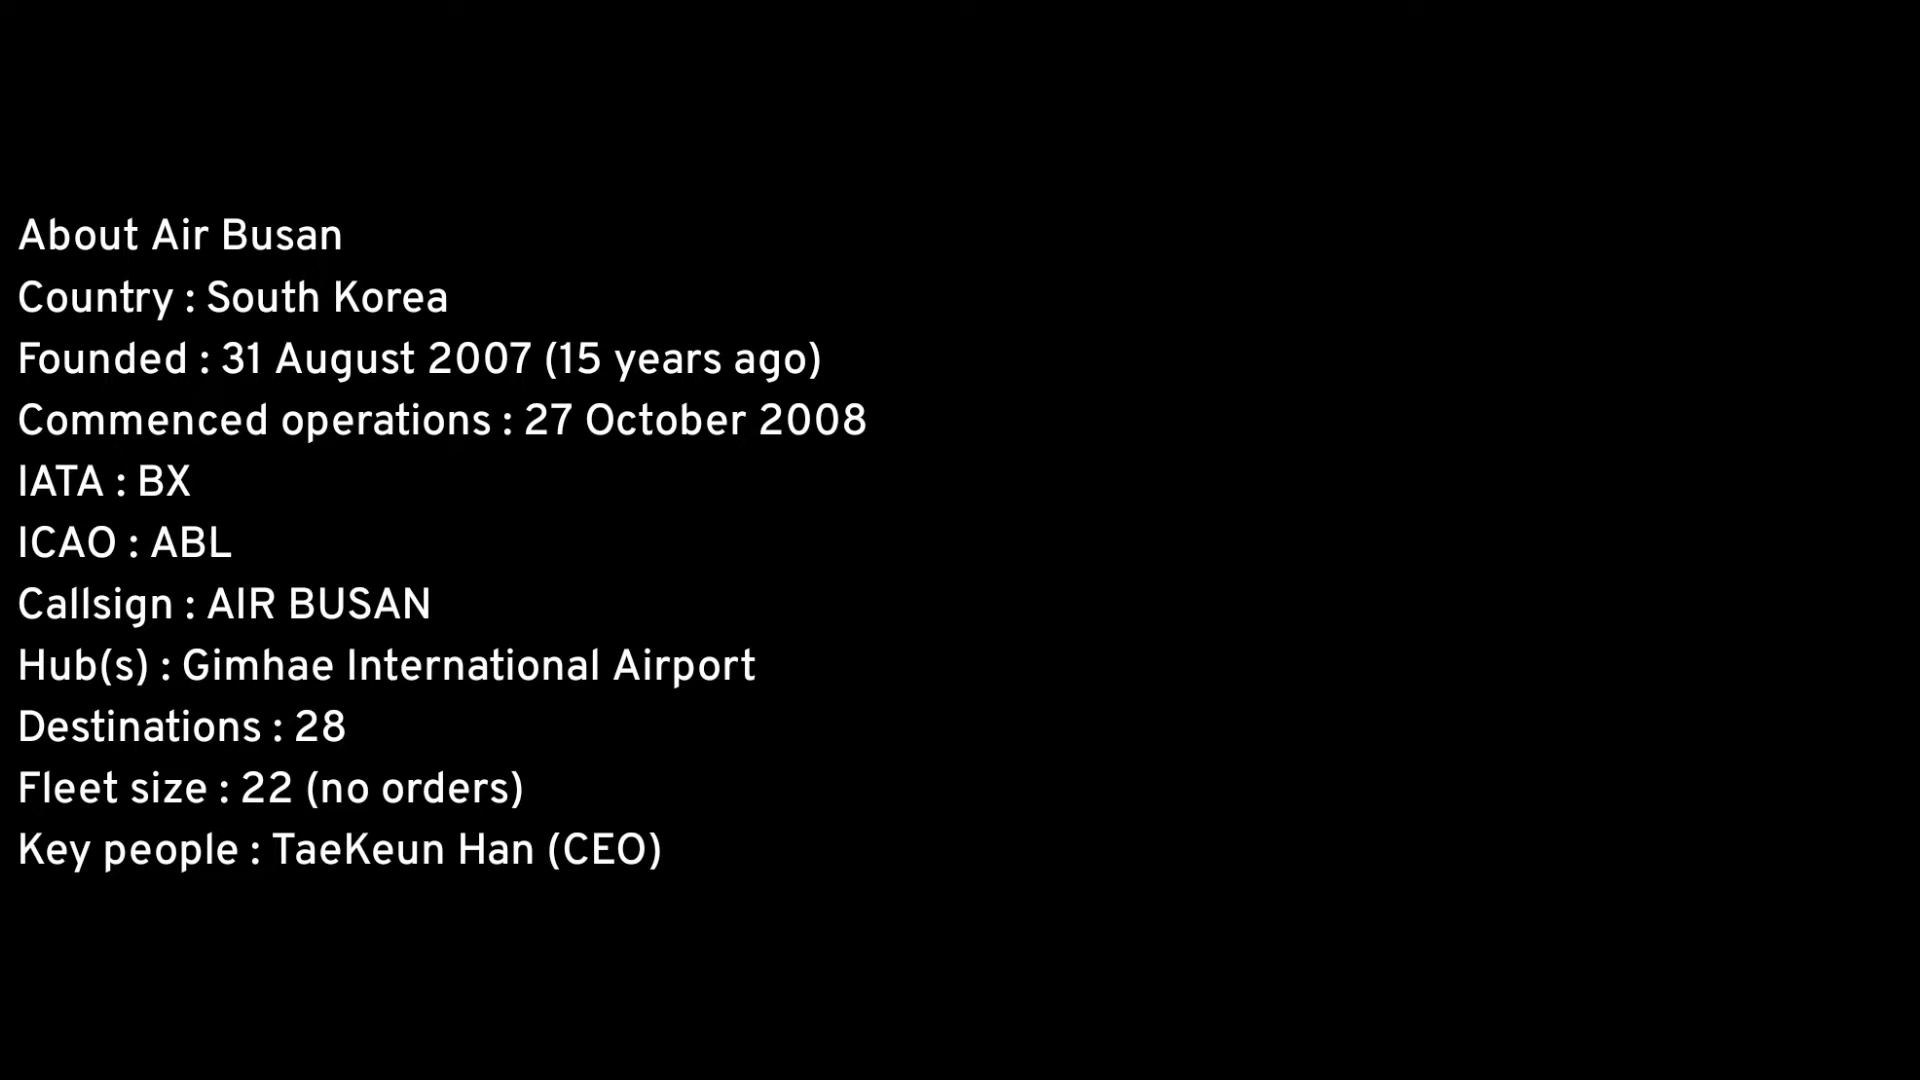 About Air Busan
Country : South Korea
Founded : 31 August 2007 (15 years ago)
Commenced operations : 27 October 2008
IATA : BX
ICAO : ABL
Callsign : AIR BUSAN
Hub(s) : Gimhae International Airport
Destinations : 28
Fleet size : 22 (no orders)
Key people : TaeKeun Han (CEO)